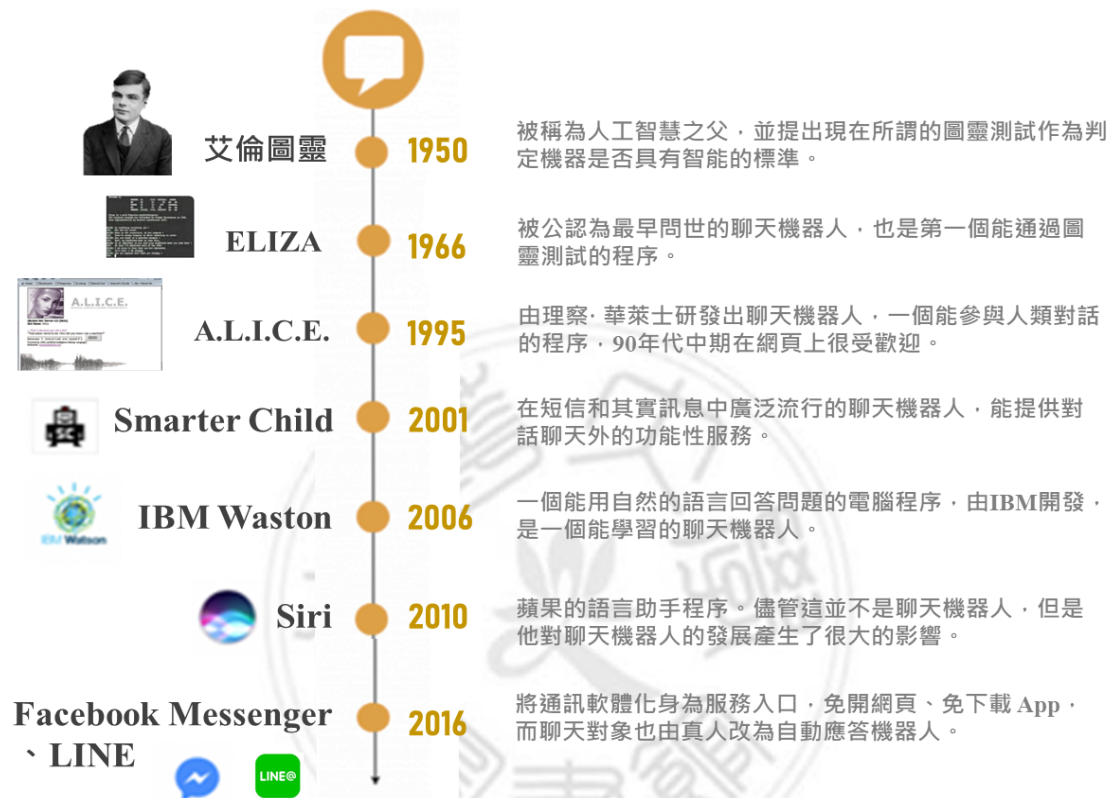 艾倫圖靈
1950
被稱為人工智慧之父，並提出現在所謂的圖靈測試作為判
定機器是否具有智能的標準。
ELIZA
ELIZA
1966
被公認為最早問世的聊天機器人，也是第一個能通過圖
靈測試的程序。
A.L.I.C.E.
A.L.I.C.E.
1995
由理察·華萊士研發出聊天機器人，一個能參與人類對話
的程序，90年代中期在網頁上很受歡迎。
Smarter Child
2001
在短信和其實訊息中廣泛流行的聊天機器人，能提供對
話聊天外的功能性服務。
IBM Watson
IBM Waston
2006
一個能用自然的語言回答問題的電腦程序，由IBM開發，
是一個能學習的聊天機器人。
Siri
2010
蘋果的語言助手程序。儘管這並不是聊天機器人，但是
他對聊天機器人的發展產生了很大的影響。
Facebook Messenger
、LINE
2016
將通訊軟體化身為服務入口，免開網頁、免下載 App，
而聊天對象也由真人改為自動應答機器人。
LINE@